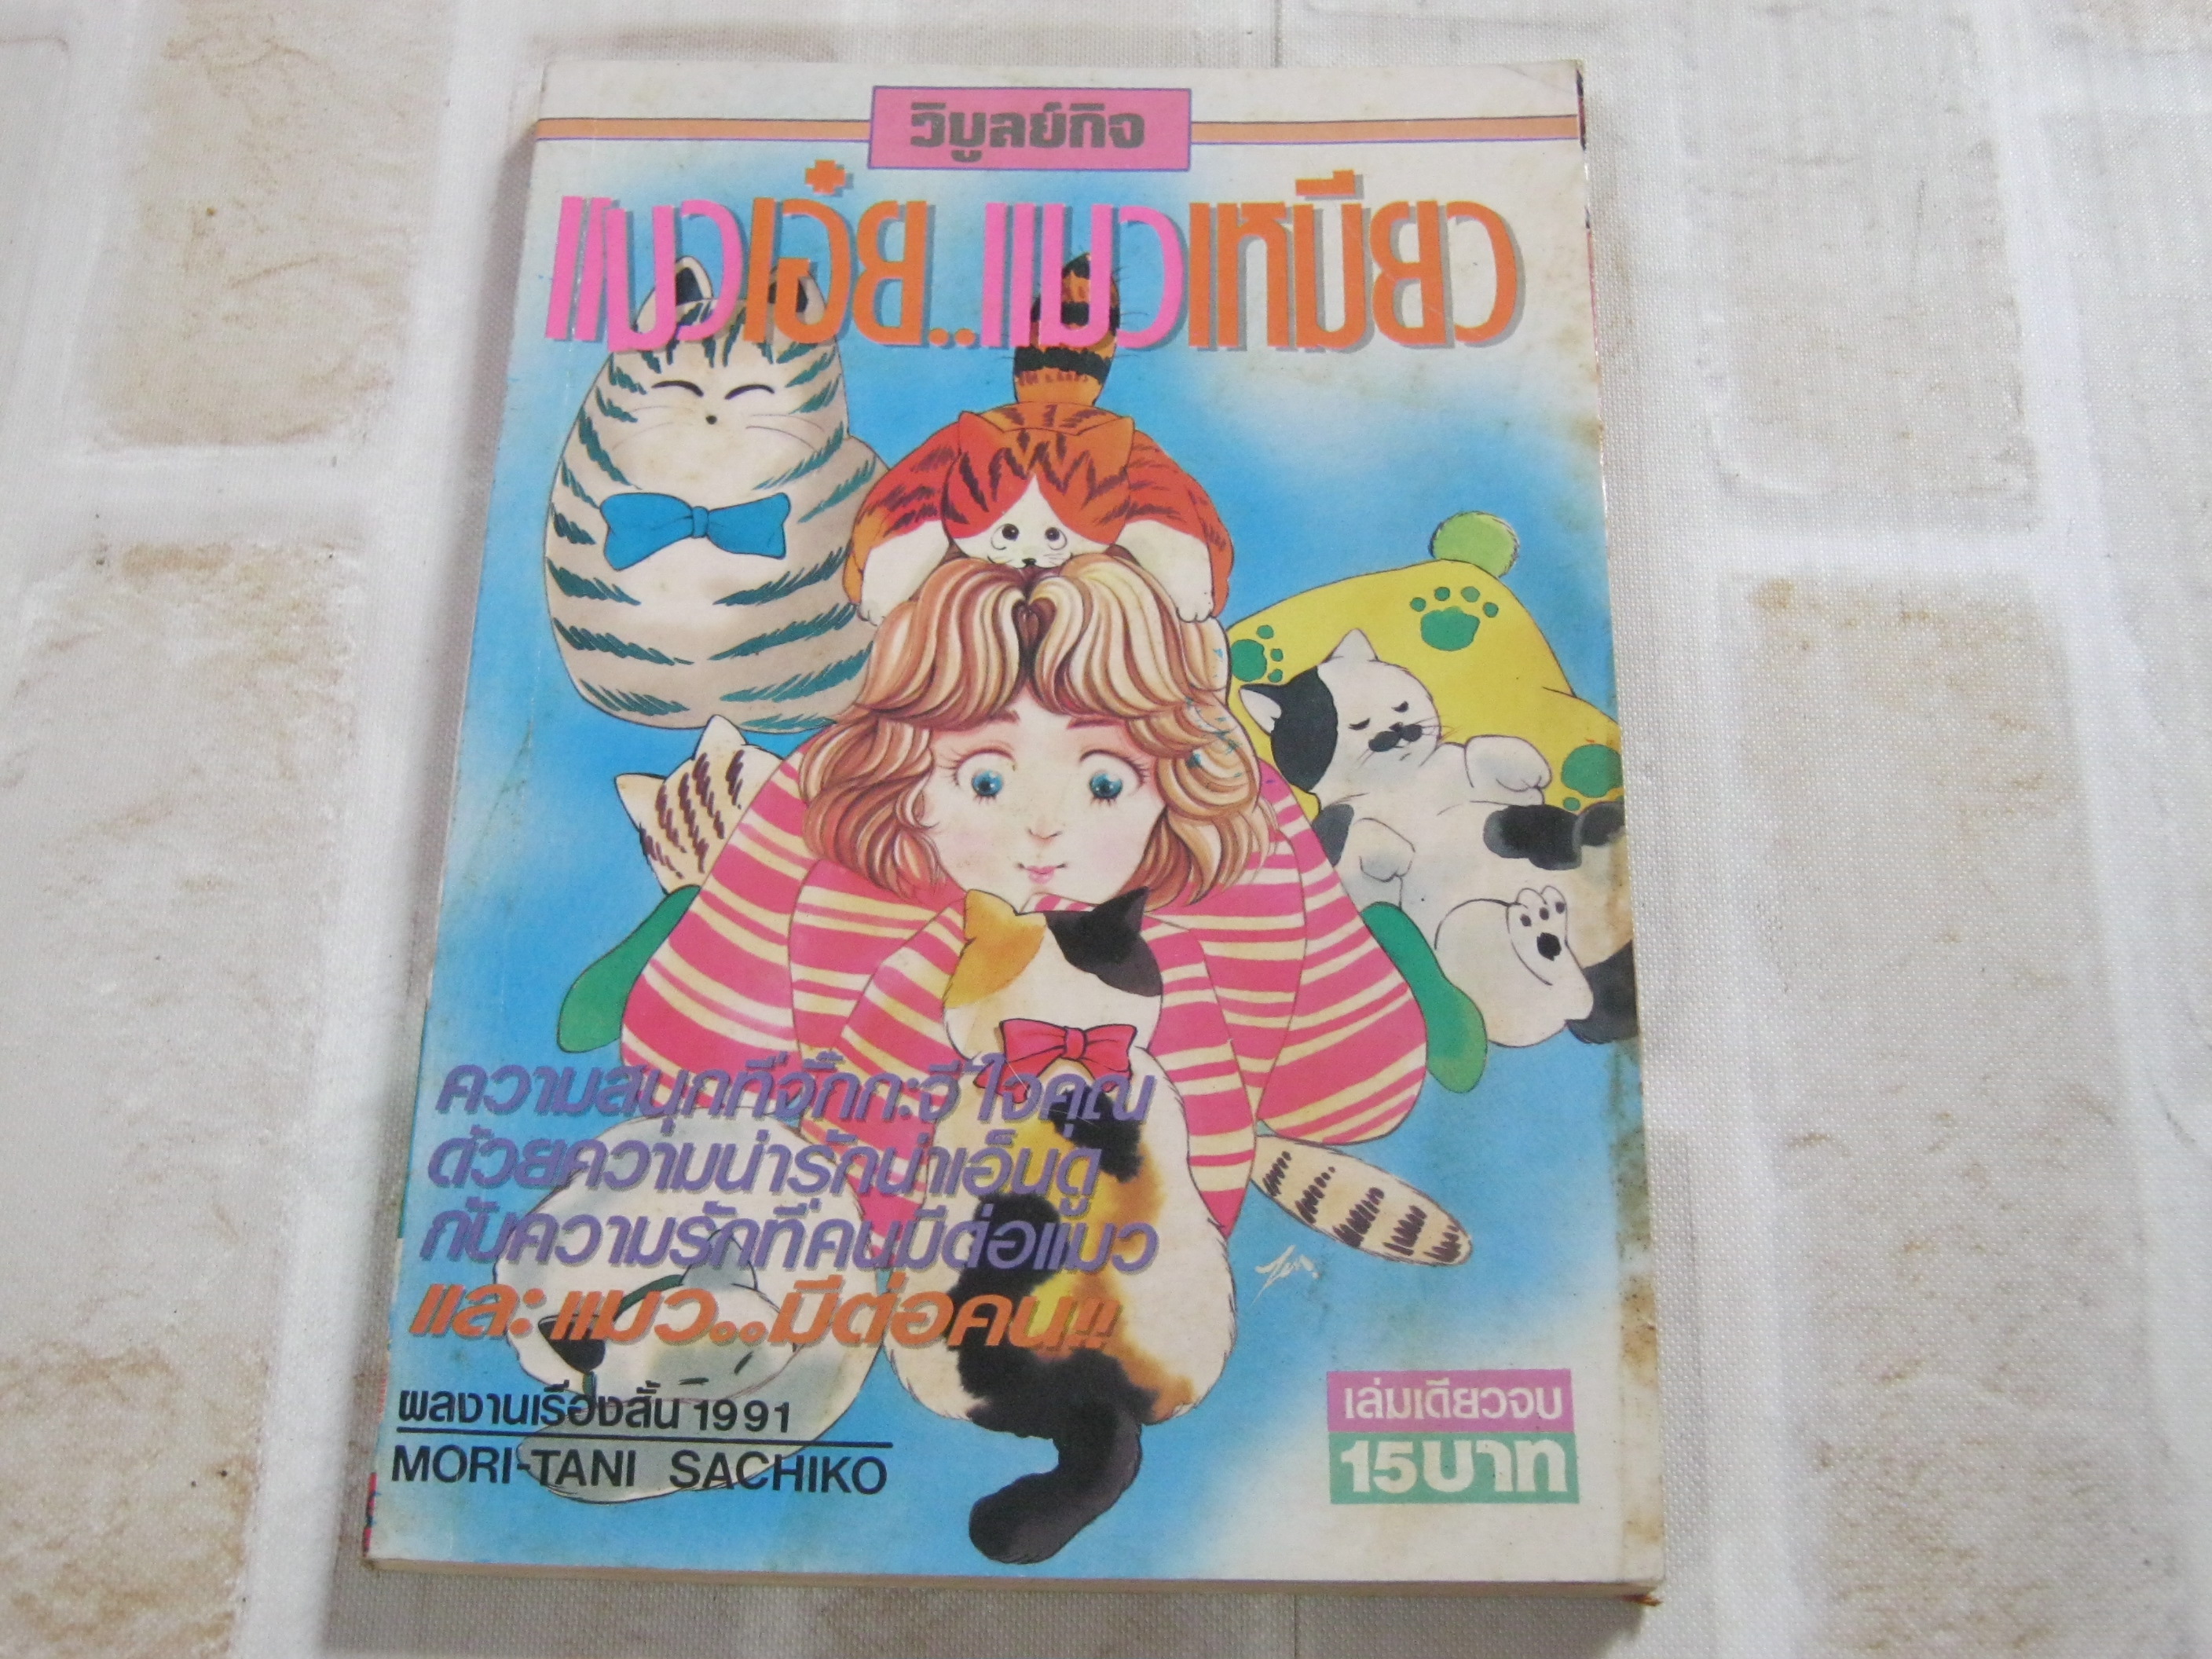 วิบูลย์กิจ
แมวเอ๋ย..แมวเหมียว
ความสนุกที่จั๊กกะจี้ใจคุณ
ด้วยความน่ารักน่าเอ็นดู
กับความรักที่คนมีต่อแมว
และแมว..มีต่อคน!!
ผลงานเรื่องสั้น 1991
MORI-TANI SACHIKO
เล่มเดียวจบ
15บาท